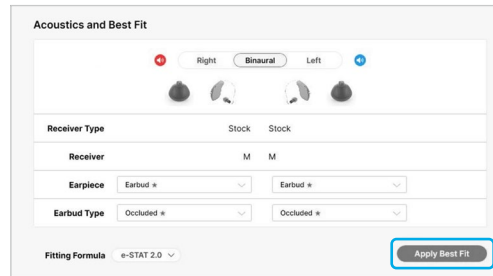 Acoustics and Best Fit
Right Binaural Left
Receiver Type Stock Stock
Receiver M M
Earpiece Earbud ★ Earbud ★
Earbud Type Occluded ★ Occluded ★
Fitting Formula e-STAT 2.0 Apply Best Fit